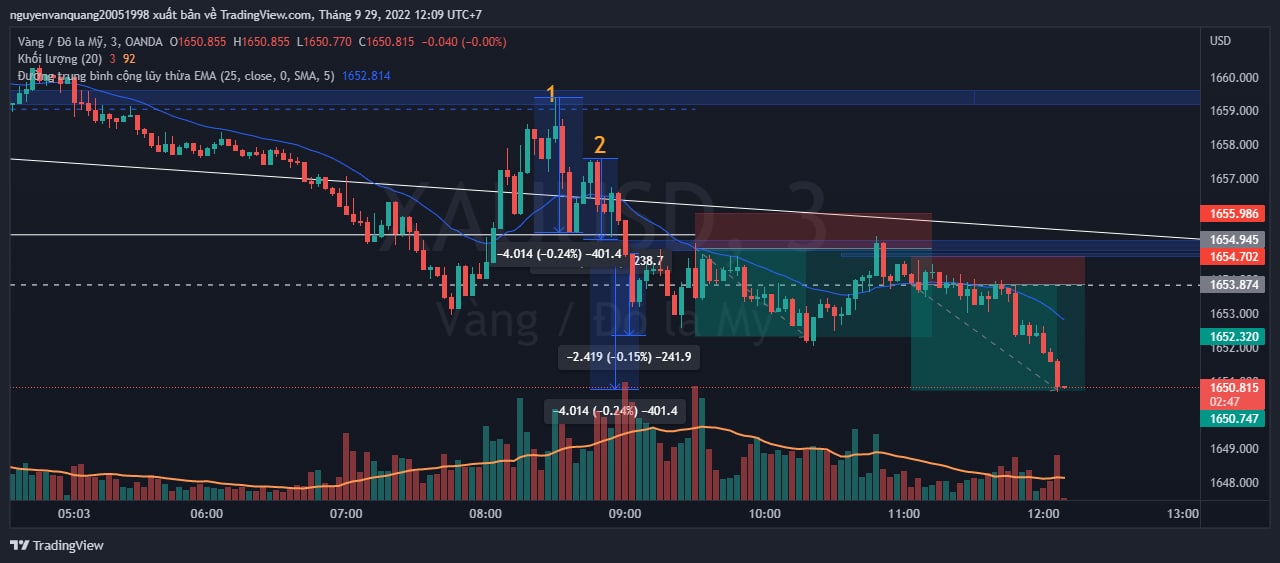 nguyenvanquang20051998 xuất bản về TradingView.com, Tháng 9 29, 2022 12:09 UTC+7
Vàng / Đô la Mỹ, 3, OANDA O1650.855 H1650.855 L1650.770 C1650.815 −0.040 (−0.00%)
USD
Khối lượng (20) 3 92
Đường trung bình cộng lũy thừa EMA (25, close, 0, SMA, 5) 1652.814
1660.000
1659.000
1658.000
1657.000
1655.986
1654.945
1654.702
1653.874
1653.000
1652.320
1652.000
1650.815
02:47
1650.747
1649.000
1648.000
1
2
XAUUSD, 3
Vàng / Đô la Mỹ
−4.014 (−0.24%) −401.4
238.7
−2.419 (−0.15%) −241.9
−4.014 (−0.24%) −401.4
05:03 06:00 07:00 08:00 09:00 10:00 11:00 12:00 13:00
TradingView